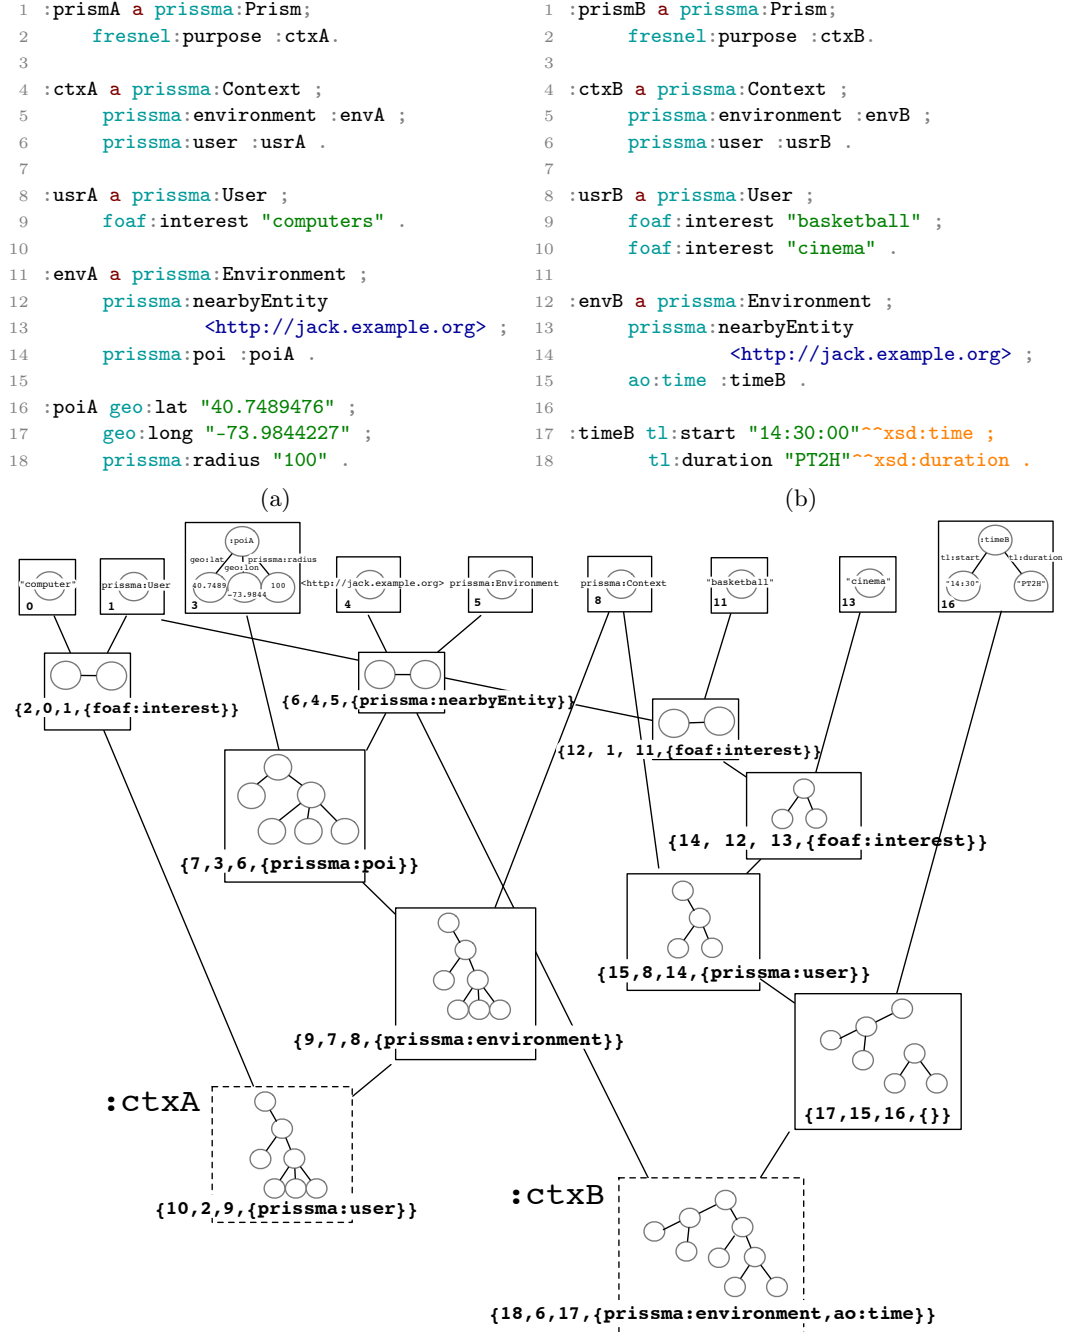 1 :prismA a prissma:Prism;
2 fresnel:purpose :ctxA.
3
4 :ctxA a prissma:Context ;
5 prissma:environment :envA ;
6 prissma:user :usrA .
7
8 :usrA a prissma:User ;
9 foaf:interest "computers" .
10
11 :envA a prissma:Environment ;
12 prissma:nearbyEntity
13 <http://jack.example.org> ;
14 prissma:poi :poiA .
15
16 :poiA geo:lat "40.7489476" ;
17 geo:long "-73.9844227" ;
18 prissma:radius "100" .
(a)
1 :prismB a prissma:Prism;
2 fresnel:purpose :ctxB.
3
4 :ctxB a prissma:Context ;
5 prissma:environment :envB ;
6 prissma:user :usrB .
7
8 :usrB a prissma:User ;
9 foaf:interest "basketball" ;
10 foaf:interest "cinema" .
11
12 :envB a prissma:Environment ;
13 prissma:nearbyEntity
14 <http://jack.example.org> ;
15 ao:time :timeB .
16
17 :timeB tl:start "14:30:00"^^xsd:time ;
18 tl:duration "PT2H"^^xsd:duration .
(b)
"computer"
0
prissma:User
1
:poiA
geo:lat
prissma:radius
geo:lon
40.7489
-73.9844
100
3
<http://jack.example.org>
4
prissma:Environment
5
prissma:Context
8
"basketball"
11
"cinema"
13
:timeB
tl:start
tl:duration
"14:30"
"PT2H"
16
{2,0,1,{foaf:interest}}
{6,4,5,{prissma:nearbyEntity}}
{12, 1, 11,{foaf:interest}}
{14, 12, 13,{foaf:interest}}
{7,3,6,{prissma:poi}}
{15,8,14,{prissma:user}}
{9,7,8,{prissma:environment}}
:ctxA
{17,15,16,{}}
{10,2,9,{prissma:user}}
:ctxB
{18,6,17,{prissma:environment,ao:time}}